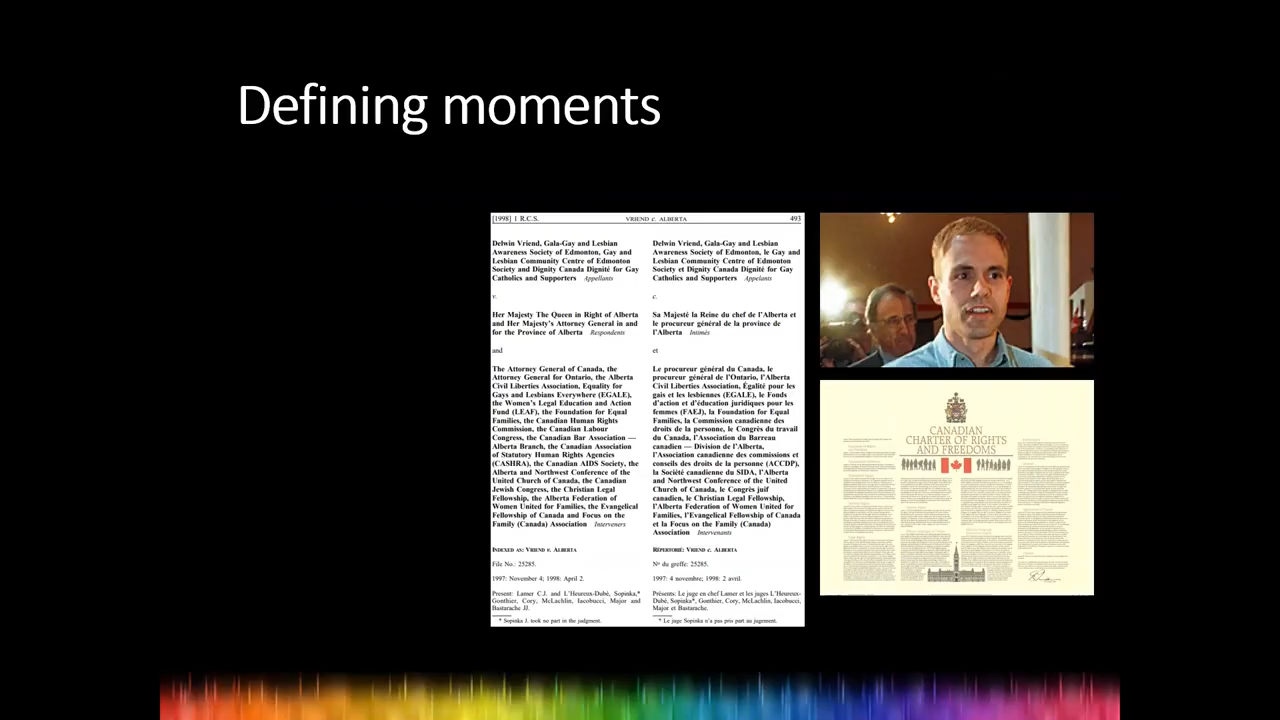 Defining moments
[1998] 1 R.C.S.
VRIEND c. ALBERTA
493
Delwin Vriend, Gala-Gay and Lesbian
Awareness Society of Edmonton, Gay and
Lesbian Community Centre of Edmonton
Society and Dignity Canada Dignité for Gay
Catholics and Supporters Appellants
v.
Her Majesty The Queen in Right of Alberta
and Her Majesty's Attorney General in and
for the Province of Alberta Respondents
and
The Attorney General of Canada, the
Attorney General for Ontario, the Alberta
Civil Liberties Association, Equality for
Gays and Lesbians Everywhere (EGALE),
the Women's Legal Education and Action
Fund (LEAF), the Foundation for Equal
Families, the Canadian Human Rights
Commission, the Canadian Labour
Congress, the Canadian Bar Association —
Alberta Branch, the Canadian Association
of Statutory Human Rights Agencies
(CASHRA), the Canadian AIDS Society, the
Alberta and Northwest Conference of the
United Church of Canada, the Canadian
Jewish Congress, the Christian Legal
Fellowship, the Alberta Federation of
Women United for Families, the Evangelical
Fellowship of Canada and Focus on the
Family (Canada) Association Interveners
INDEXED AS: VRIEND v. ALBERTA
File No.: 25285.
1997: November 4; 1998: April 2.
Present: Lamer C.J. and L'Heureux-Dubé, Sopinka,*
Gonthier, Cory, McLachlin, Iacobucci, Major and
Bastarache JJ.
* Sopinka J. took no part in the judgment.
Delwin Vriend, Gala-Gay and Lesbian
Awareness Society of Edmonton, le Gay and
Lesbian Community Centre of Edmonton
Society et Dignity Canada Dignité for Gay
Catholics and Supporters Appelants
c.
Sa Majesté la Reine du chef de l'Alberta et
le procureur général de la province de
l'Alberta Intimés
et
Le procureur général du Canada, le
procureur général de l'Ontario, l'Alberta
Civil Liberties Association, Égalité pour les
gais et les lesbiennes (EGALE), le Fonds
d'action et d'éducation juridiques pour les
femmes (FAEJ), la Foundation for Equal
Families, la Commission canadienne des
droits de la personne, le Congrès du travail
du Canada, l'Association du Barreau
canadien — Division de l'Alberta,
l'Association canadienne des commissions et
conseils des droits de la personne (ACCDP),
la Société canadienne du SIDA, l'Alberta
and Northwest Conference of the United
Church of Canada, le Congrès juif
canadien, le Christian Legal Fellowship,
l'Alberta Federation of Women United for
Families, l'Evangelical Fellowship of Canada
et la Focus on the Family (Canada)
Association Intervenants
RÉPERTORIÉ: VRIEND c. ALBERTA
Nº du greffe: 25285.
1997: 4 novembre; 1998: 2 avril.
Présents: Le juge en chef Lamer et les juges L'Heureux-
Dubé, Sopinka*, Gonthier, Cory, McLachlin, Iacobucci,
Major et Bastarache.
* Le juge Sopinka n'a pas pris part au jugement.
CANADIAN
CHARTER OF RIGHTS
AND FREEDOMS